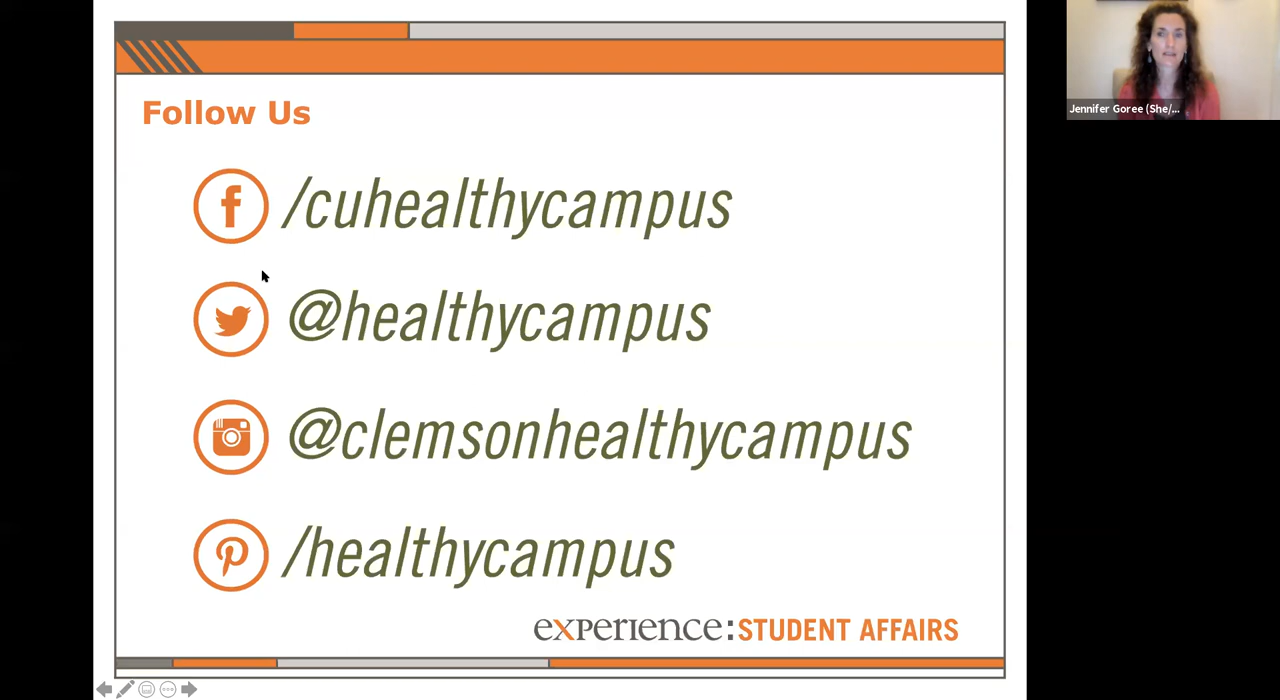 Follow Us
/cuhealthycampus
@healthycampus
@clemsonhealthycampus
/healthycampus
experience:STUDENT AFFAIRS
Jennifer Goree (She/...